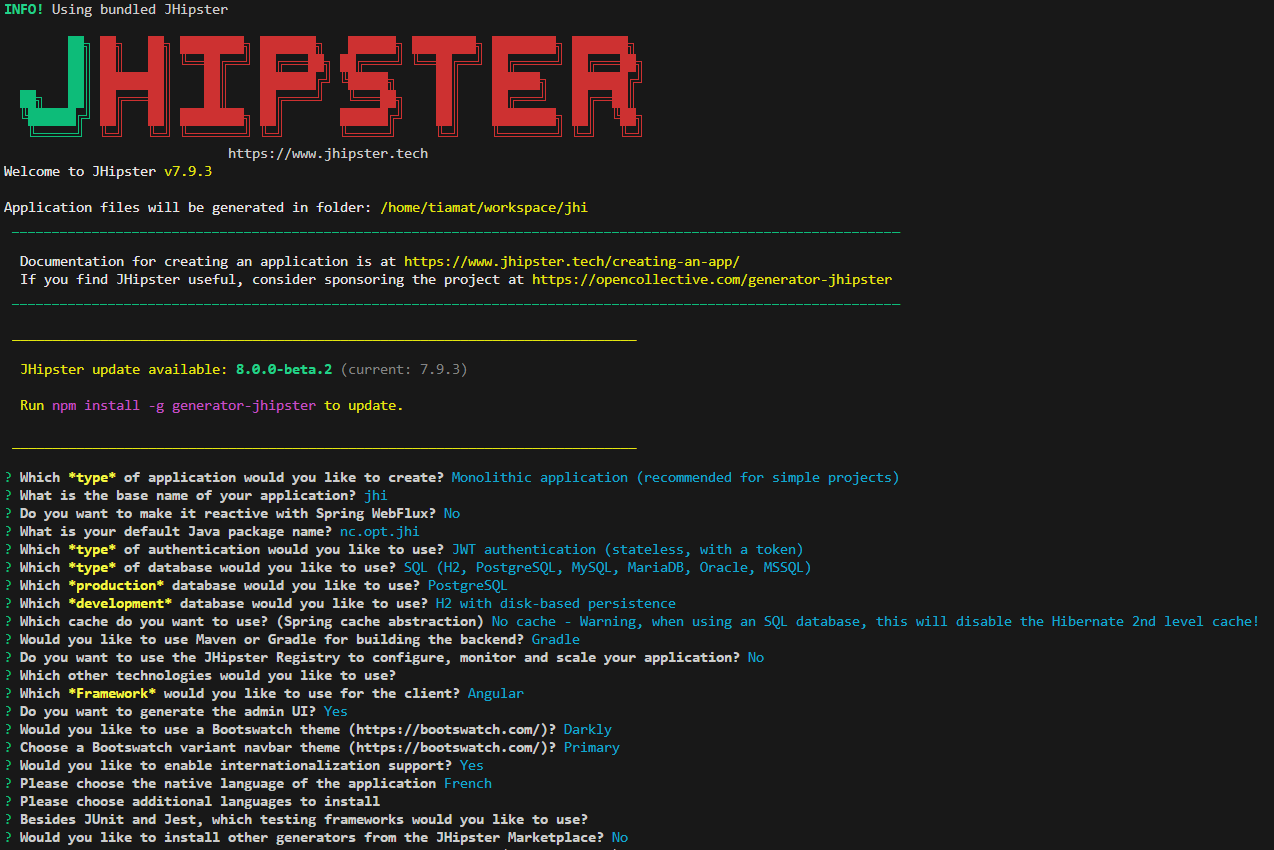 INFO! Using bundled JHipster
JHIPSTER
https://www.jhipster.tech
Welcome to JHipster v7.9.3
Application files will be generated in folder: /home/tiamat/workspace/jhi
Documentation for creating an application is at https://www.jhipster.tech/creating-an-app/
If you find JHipster useful, consider sponsoring the project at https://opencollective.com/generator-jhipster
JHipster update available: 8.0.0-beta.2 (current: 7.9.3)
Run npm install -g generator-jhipster to update.
? Which *type* of application would you like to create? Monolithic application (recommended for simple projects)
? What is the base name of your application? jhi
? Do you want to make it reactive with Spring WebFlux? No
? What is your default Java package name? nc.opt.jhi
? Which *type* of authentication would you like to use? JWT authentication (stateless, with a token)
? Which *type* of database would you like to use? SQL (H2, PostgreSQL, MySQL, MariaDB, Oracle, MSSQL)
? Which *production* database would you like to use? PostgreSQL
? Which *development* database would you like to use? H2 with disk-based persistence
? Which cache do you want to use? (Spring cache abstraction) No cache - Warning, when using an SQL database, this will disable the Hibernate 2nd level cache!
? Would you like to use Maven or Gradle for building the backend? Gradle
? Do you want to use the JHipster Registry to configure, monitor and scale your application? No
? Which other technologies would you like to use?
? Which *Framework* would you like to use for the client? Angular
? Do you want to generate the admin UI? Yes
? Would you like to use a Bootswatch theme (https://bootswatch.com/)? Darkly
? Choose a Bootswatch variant navbar theme (https://bootswatch.com/)? Primary
? Would you like to enable internationalization support? Yes
? Please choose the native language of the application French
? Please choose additional languages to install
? Besides JUnit and Jest, which testing frameworks would you like to use?
? Would you like to install other generators from the JHipster Marketplace? No